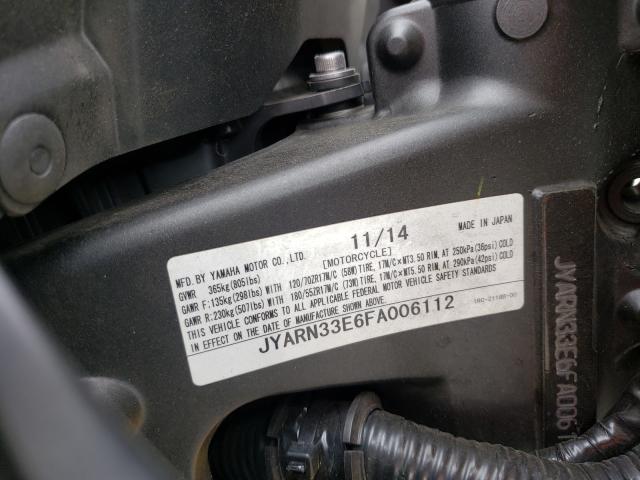 MFD. BY YAMAHA MOTOR CO., LTD. 11/14 MADE IN JAPAN
GVWR 365kg (805lbs) [MOTORCYCLE]
GAWR F: 135kg (298lbs) WITH 120/70ZR17M/C (58W) TIRE, 17M/C×MT3.50 RIM, AT 250kPa (36psi) COLD
GAWR R: 230kg (507lbs) WITH 180/55ZR17M/C (73W) TIRE, 17M/C×MT5.50 RIM, AT 290kPa (42psi) COLD
THIS VEHICLE CONFORMS TO ALL APPLICABLE FEDERAL MOTOR VEHICLE SAFETY STANDARDS
IN EFFECT ON THE DATE OF MANUFACTURE SHOWN ABOVE.
JYARN33E6FA006112
JYARN33E6FA0061